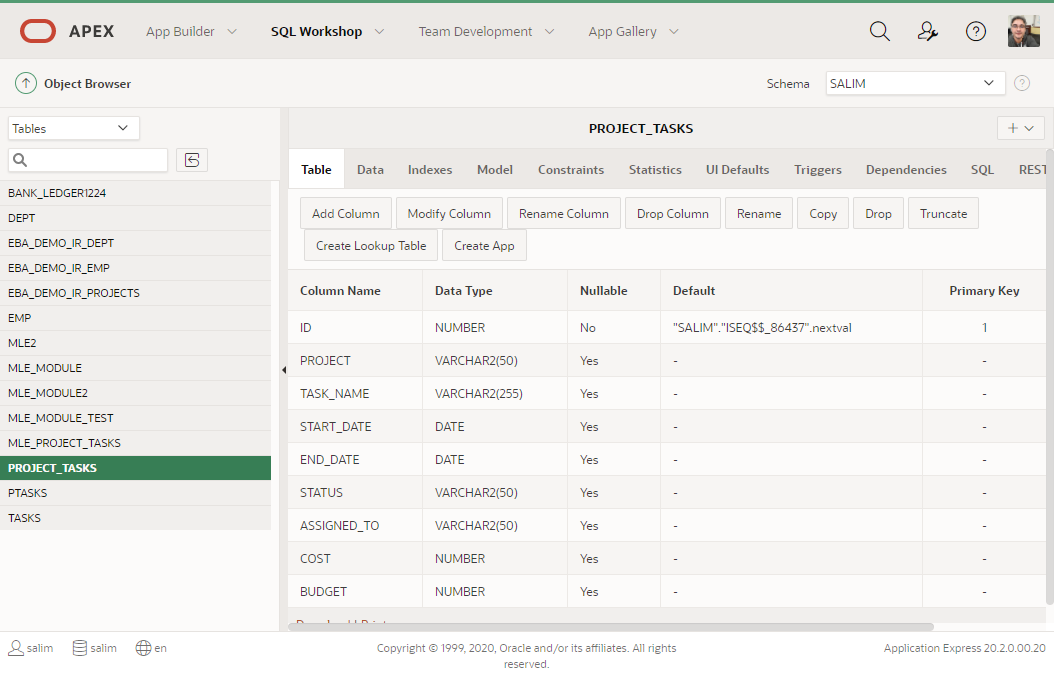 APEX App Builder SQL Workshop Team Development App Gallery
Object Browser Schema SALIM
Tables
PROJECT_TASKS
Table Data Indexes Model Constraints Statistics UI Defaults Triggers Dependencies SQL REST
Add Column Modify Column Rename Column Drop Column Rename Copy Drop Truncate
Create Lookup Table Create App
BANK_LEDGER1224
DEPT
EBA_DEMO_IR_DEPT
EBA_DEMO_IR_EMP
EBA_DEMO_IR_PROJECTS
EMP
MLE2
MLE_MODULE
MLE_MODULE2
MLE_MODULE_TEST
MLE_PROJECT_TASKS
PROJECT_TASKS
PTASKS
TASKS
Column Name Data Type Nullable Default Primary Key
ID NUMBER No "SALIM"."ISEQ$$_86437".nextval 1
PROJECT VARCHAR2(50) Yes - -
TASK_NAME VARCHAR2(255) Yes - -
START_DATE DATE Yes - -
END_DATE DATE Yes - -
STATUS VARCHAR2(50) Yes - -
ASSIGNED_TO VARCHAR2(50) Yes - -
COST NUMBER Yes - -
BUDGET NUMBER Yes - -
salim salim en
Copyright © 1999, 2020, Oracle and/or its affiliates. All rights
reserved.
Application Express 20.2.0.00.20